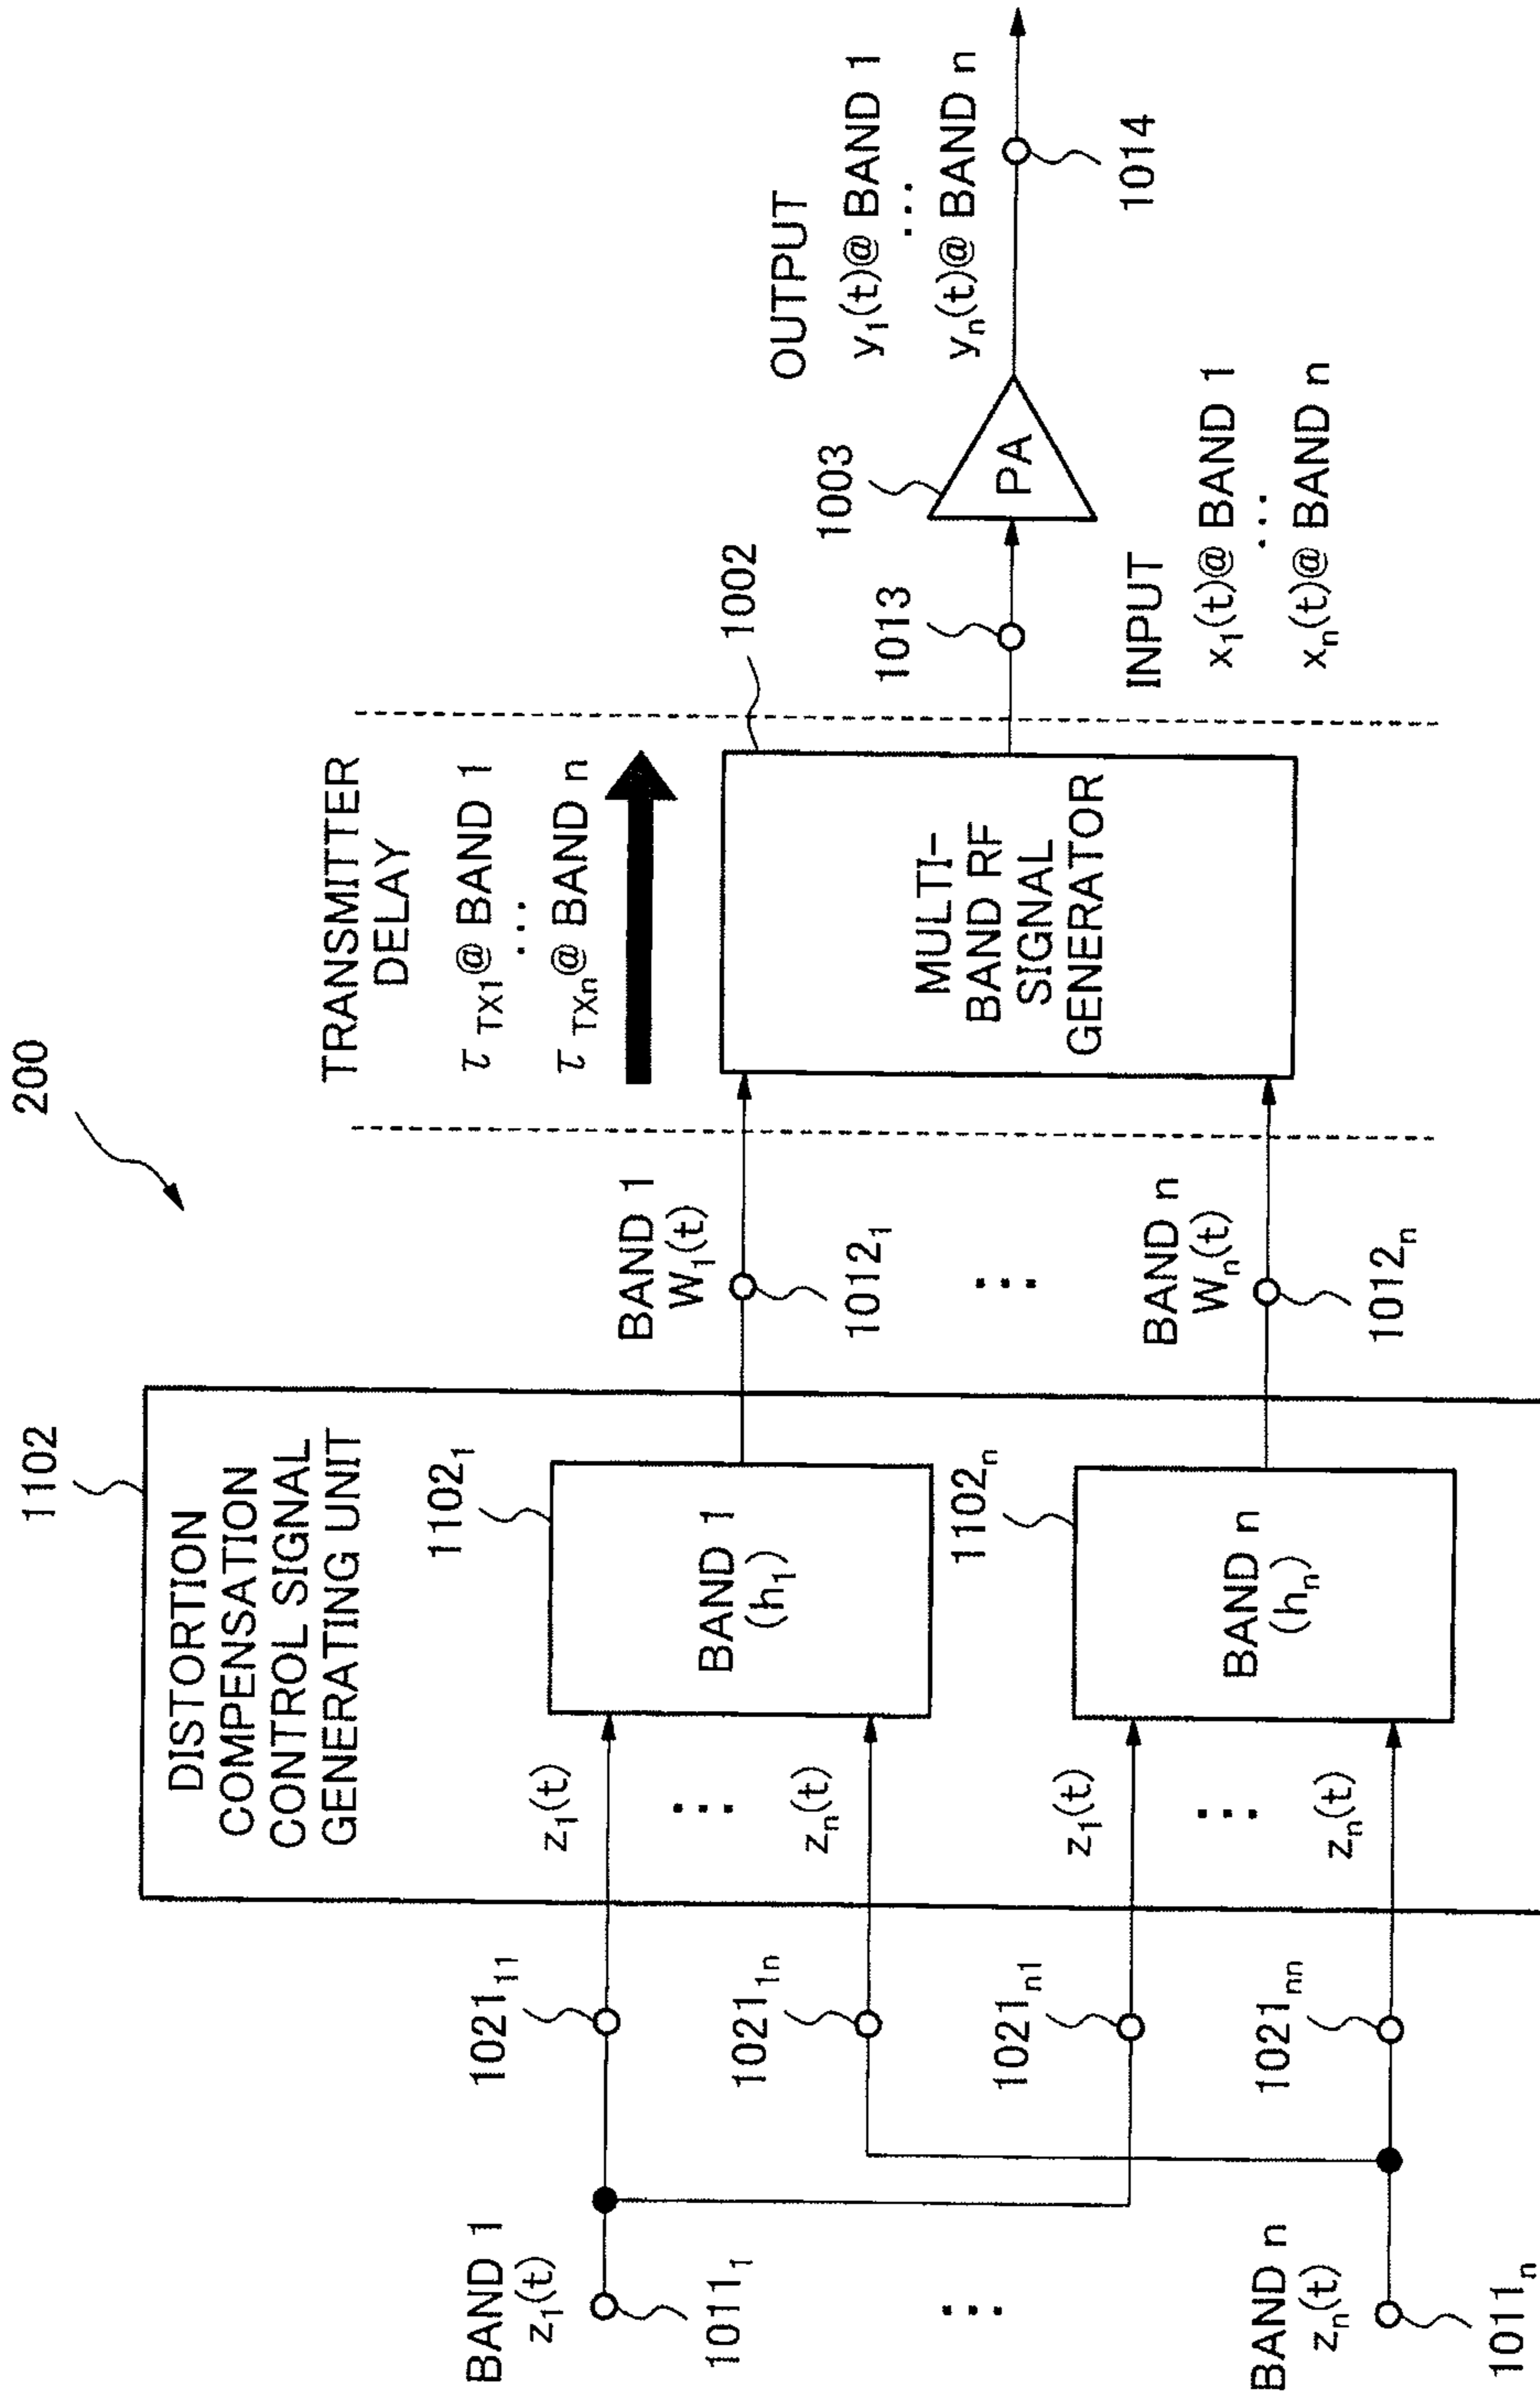 200
1102
DISTORTION
COMPENSATION
CONTROL SIGNAL
GENERATING UNIT
BAND 1
z₁(t)
1011₁
⋯
BAND n
zₙ(t)
1011ₙ
1021₁₁
1021₁ₙ
1021ₙ₁
1021ₙₙ
z₁(t)
⋯
zₙ(t)
z₁(t)
⋯
zₙ(t)
1102₁
BAND 1
(h₁)
1102ₙ
BAND n
(hₙ)
BAND 1
W₁(t)
1012₁
⋯
BAND n
Wₙ(t)
1012ₙ
TRANSMITTER
DELAY
τ TX1@ BAND 1
⋯
τ TXn@ BAND n
1002
MULTI-
BAND RF
SIGNAL
GENERATOR
1013
INPUT
x₁(t)@ BAND 1
⋯
xₙ(t)@ BAND n
1003
PA
OUTPUT
y₁(t)@ BAND 1
⋯
yₙ(t)@ BAND n
1014